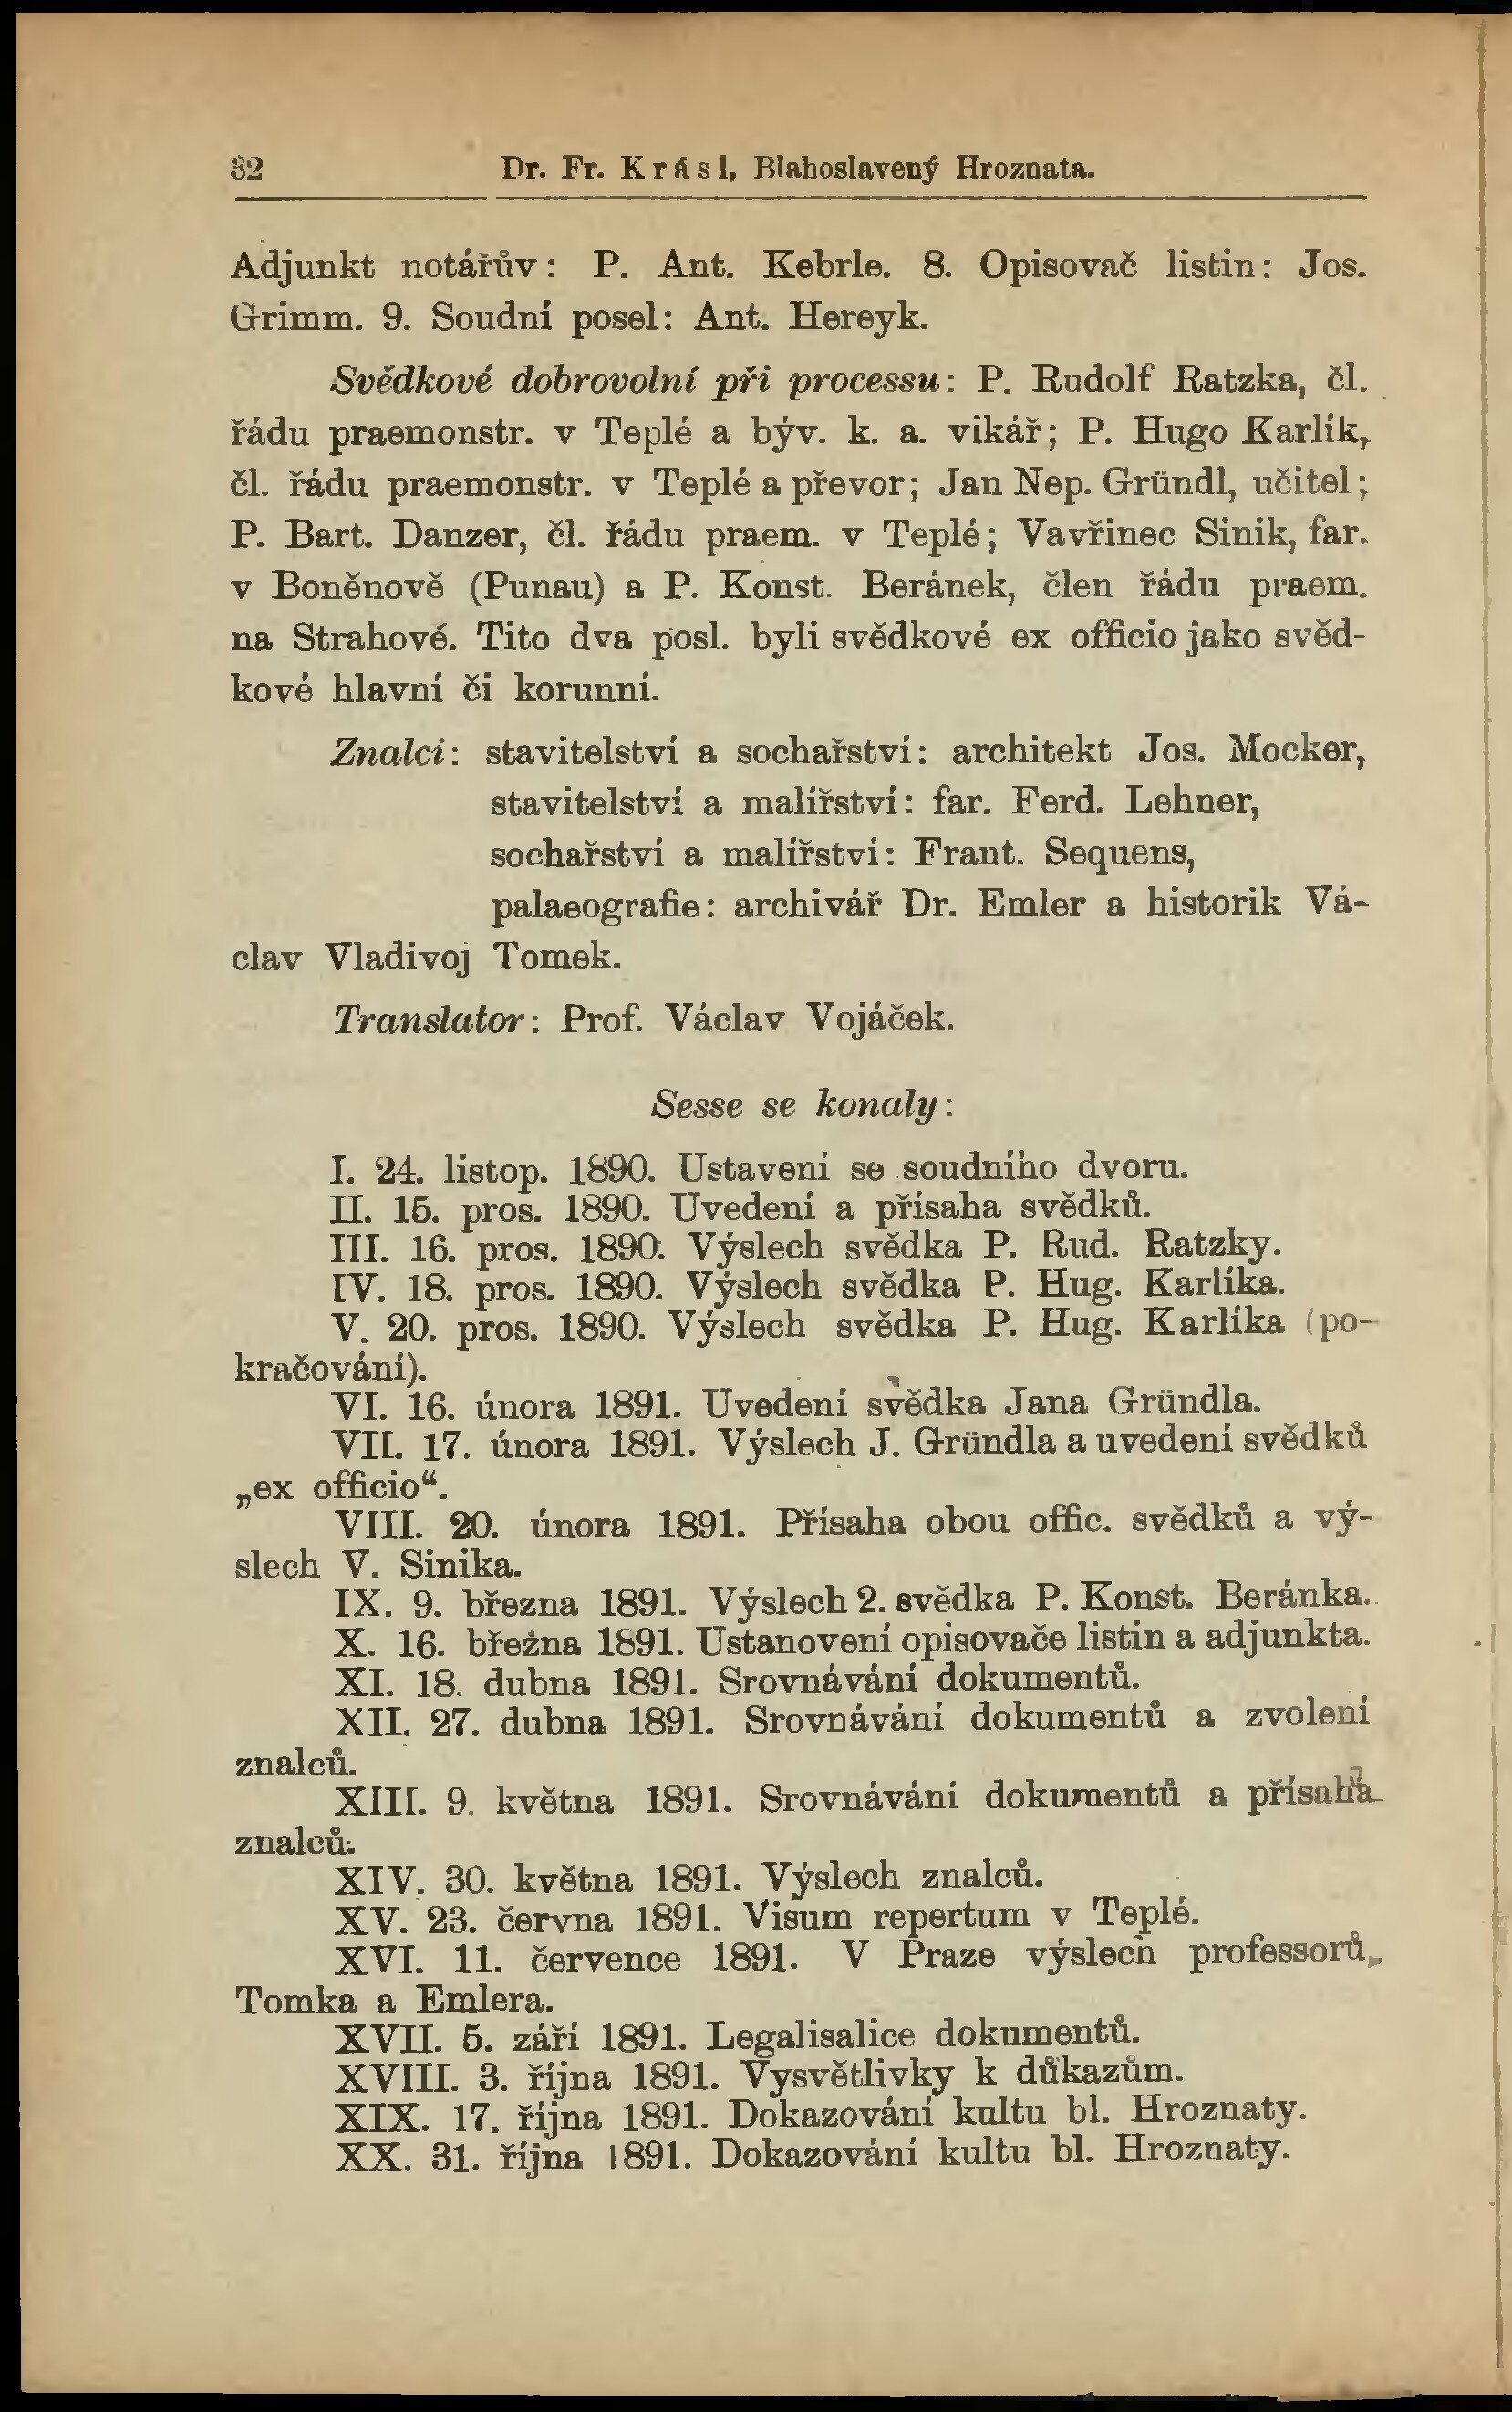 32 Dr. Fr. Krásl, Blahoslavený Hroznata.
Adjunkt notářův: P. Ant. Kebrle. 8. Opisovač listin: Jos.
Grimm. 9. Soudní posel: Ant. Hereyk.
Svědkové dobrovolní při processu: P. Rudolf Ratzka, čl.
řádu praemonstr. v Teplé a býv. k. a. vikář; P. Hugo Karlík,
čl. řádu praemonstr. v Teplé a převor; Jan Nep. Gründl, učitel;
P. Bart. Danzer, čl. řádu praem. v Teplé; Vavřinec Sinik, far.
v Boněnově (Punau) a P. Konst. Beránek, člen řádu praem.
na Strahově. Tito dva posl. byli svědkové ex officio jako svěd-
kové hlavní či korunní.
Znalci: stavitelství a sochařství: architekt Jos. Mocker,
stavitelství a malířství: far. Ferd. Lehner,
sochařství a malířství: Frant. Sequens,
palaeografie: archivář Dr. Emler a historik Vá-
clav Vladivoj Tomek.
Translator: Prof. Václav Vojáček.
Sesse se konaly:
I. 24. listop. 1890. Ustavení se soudního dvoru.
II. 15. pros. 1890. Uvedení a přísaha svědků.
III. 16. pros. 1890. Výslech svědka P. Rud. Ratzky.
IV. 18. pros. 1890. Výslech svědka P. Hug. Karlíka.
V. 20. pros. 1890. Výslech svědka P. Hug. Karlíka (po-
kračování).
VI. 16. února 1891. Uvedení svědka Jana Gründla.
VII. 17. února 1891. Výslech J. Gründla a uvedení svědků
„ex officio“.
VIII. 20. února 1891. Přísaha obou offic. svědků a vý-
slech V. Sinika.
IX. 9. března 1891. Výslech 2. svědka P. Konst. Beránka.
X. 16. března 1891. Ustanovení opisovače listin a adjunkta.
XI. 18. dubna 1891. Srovnávání dokumentů.
XII. 27. dubna 1891. Srovnávání dokumentů a zvolení
znalců.
XIII. 9. května 1891. Srovnávání dokumentů a přísaha
znalců.
XIV. 30. května 1891. Výslech znalců.
XV. 23. června 1891. Visum repertum v Teplé.
XVI. 11. července 1891. V Praze výslech professorů,
Tomka a Emlera.
XVII. 5. září 1891. Legalisalice dokumentů.
XVIII. 3. října 1891. Vysvětlivky k důkazům.
XIX. 17. října 1891. Dokazování kultu bl. Hroznaty.
XX. 31. října 1891. Dokazování kultu bl. Hroznaty.